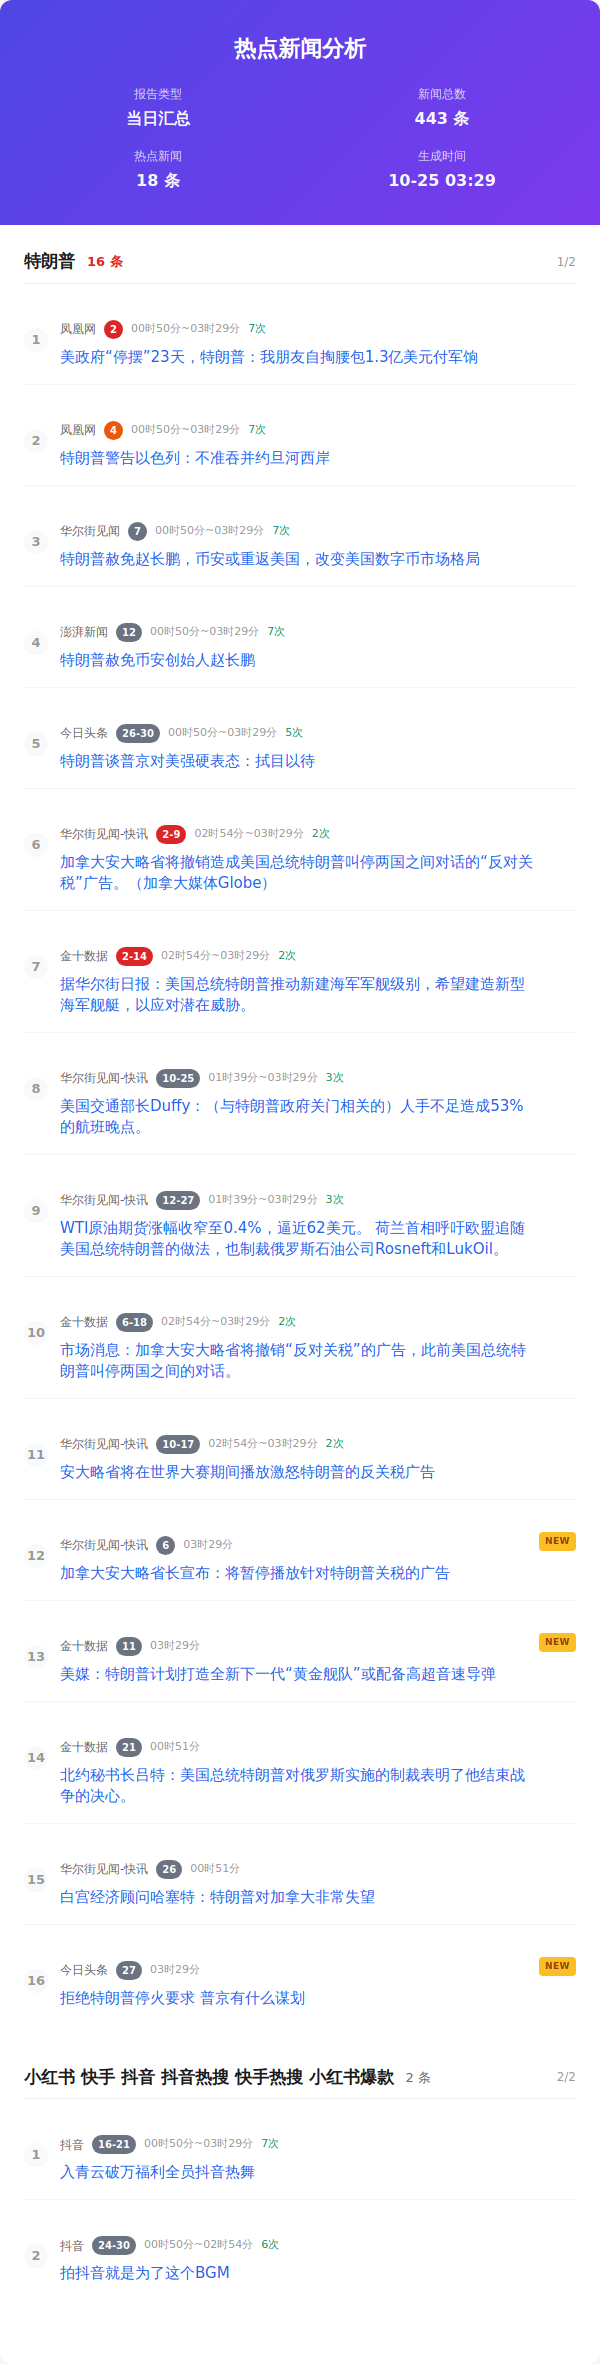 热点新闻分析
报告类型
新闻总数
当日汇总
443 条
热点新闻
生成时间
18 条
10-25 03:29
特朗普 16 条 1/2
1 凤凰网 2 00时50分~03时29分 7次
美政府“停摆”23天，特朗普：我朋友自掏腰包1.3亿美元付军饷
2 凤凰网 4 00时50分~03时29分 7次
特朗普警告以色列：不准吞并约旦河西岸
3 华尔街见闻 7 00时50分~03时29分 7次
特朗普赦免赵长鹏，币安或重返美国，改变美国数字币市场格局
4 澎湃新闻 12 00时50分~03时29分 7次
特朗普赦免币安创始人赵长鹏
5 今日头条 26-30 00时50分~03时29分 5次
特朗普谈普京对美强硬表态：拭目以待
6 华尔街见闻-快讯 2-9 02时54分~03时29分 2次
加拿大安大略省将撤销造成美国总统特朗普叫停两国之间对话的“反对关
税”广告。（加拿大媒体Globe）
7 金十数据 2-14 02时54分~03时29分 2次
据华尔街日报：美国总统特朗普推动新建海军军舰级别，希望建造新型
海军舰艇，以应对潜在威胁。
8 华尔街见闻-快讯 10-25 01时39分~03时29分 3次
美国交通部长Duffy：（与特朗普政府关门相关的）人手不足造成53%
的航班晚点。
9 华尔街见闻-快讯 12-27 01时39分~03时29分 3次
WTI原油期货涨幅收窄至0.4%，逼近62美元。 荷兰首相呼吁欧盟追随
美国总统特朗普的做法，也制裁俄罗斯石油公司Rosneft和LukOil。
10 金十数据 6-18 02时54分~03时29分 2次
市场消息：加拿大安大略省将撤销“反对关税”的广告，此前美国总统特
朗普叫停两国之间的对话。
11 华尔街见闻-快讯 10-17 02时54分~03时29分 2次
安大略省将在世界大赛期间播放激怒特朗普的反关税广告
12 华尔街见闻-快讯 6 03时29分 NEW
加拿大安大略省长宣布：将暂停播放针对特朗普关税的广告
13 金十数据 11 03时29分 NEW
美媒：特朗普计划打造全新下一代“黄金舰队”或配备高超音速导弹
14 金十数据 21 00时51分
北约秘书长吕特：美国总统特朗普对俄罗斯实施的制裁表明了他结束战
争的决心。
15 华尔街见闻-快讯 26 00时51分
白宫经济顾问哈塞特：特朗普对加拿大非常失望
16 今日头条 27 03时29分 NEW
拒绝特朗普停火要求 普京有什么谋划
小红书 快手 抖音 抖音热搜 快手热搜 小红书爆款 2 条 2/2
1 抖音 16-21 00时50分~03时29分 7次
入青云破万福利全员抖音热舞
2 抖音 24-30 00时50分~02时54分 6次
拍抖音就是为了这个BGM